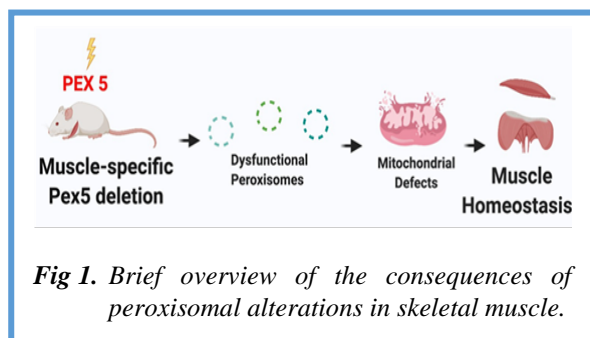 PEX 5
Muscle-specific
Pex5 deletion
Dysfunctional
Peroxisomes
Mitochondrial
Defects
Muscle
Homeostasis
Fig 1. Brief overview of the consequences of
peroxisomal alterations in skeletal muscle.